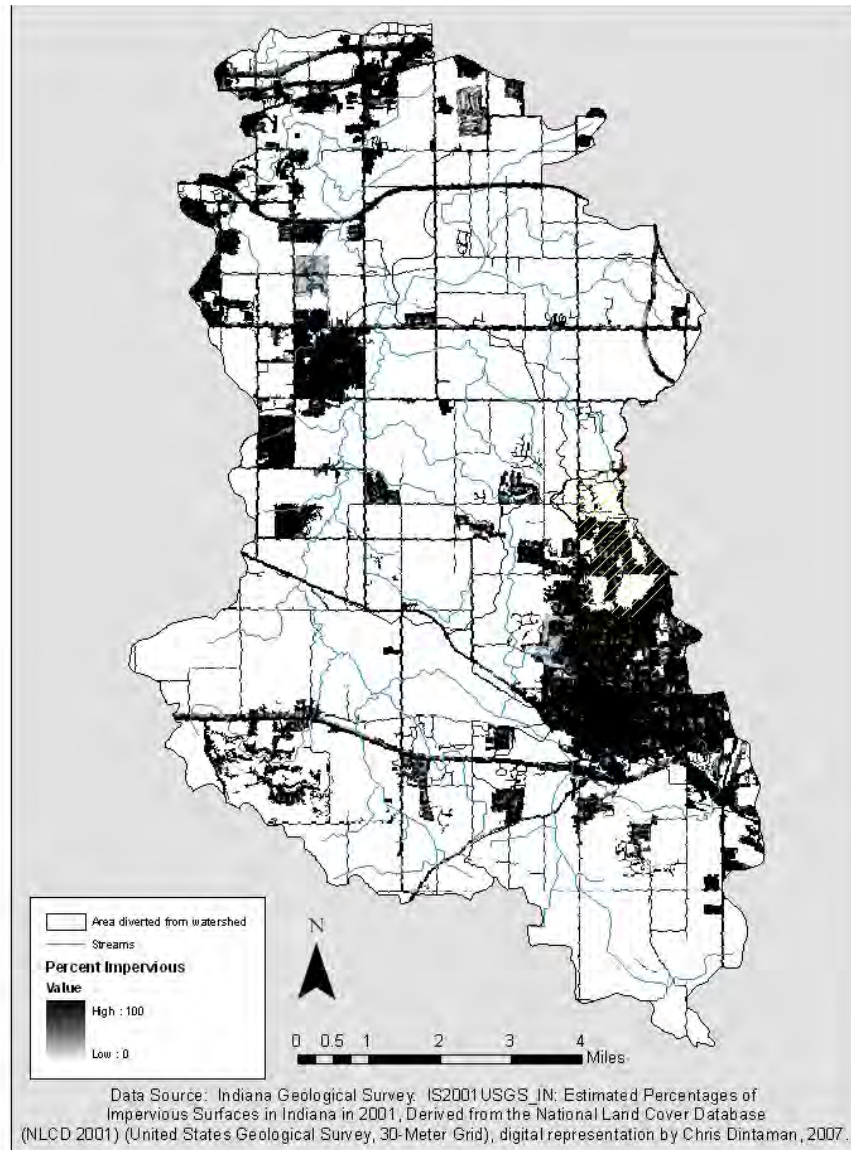 Area diverted from watershed
Streams
Percent Impervious
Value
High : 100
Low : 0
N
0 0.5 1 2 3 4
Miles
Data Source: Indiana Geological Survey. IS2001USGS_IN: Estimated Percentages of
Impervious Surfaces in Indiana in 2001, Derived from the National Land Cover Database
(NLCD 2001) (United States Geological Survey, 30-Meter Grid), digital representation by Chris Dintaman, 2007.